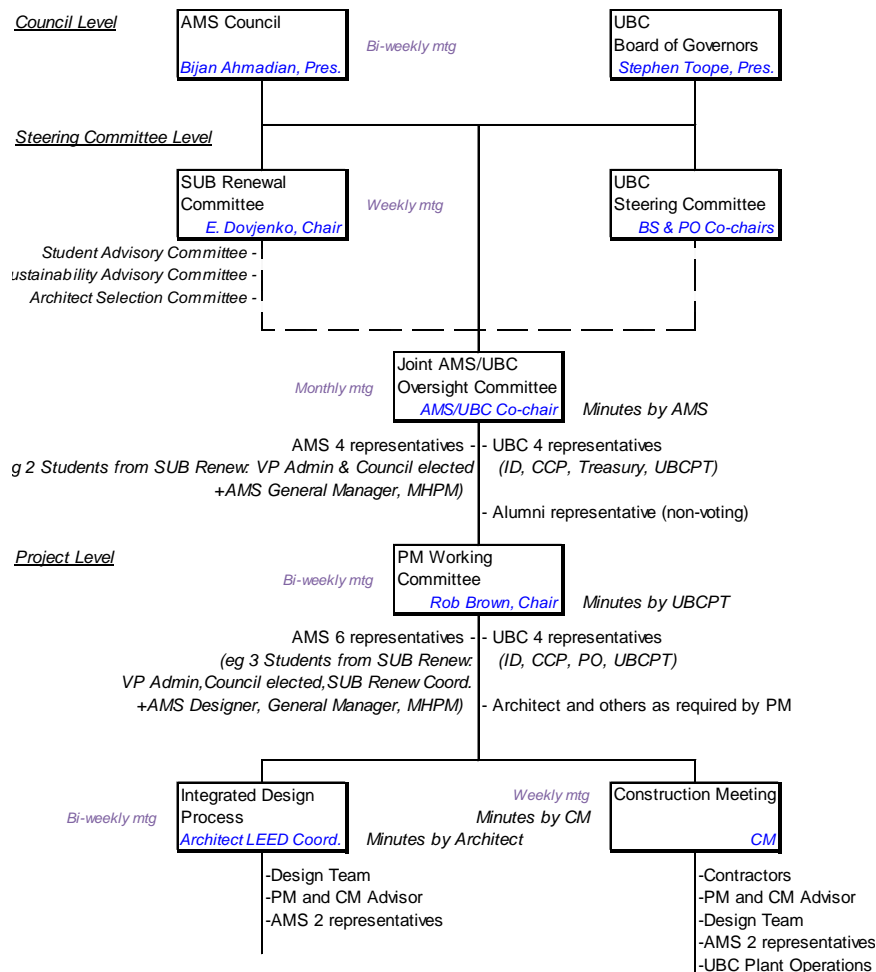 Council Level
AMS Council
Bijan Ahmadian, Pres.
Bi-weekly mtg
UBC
Board of Governors
Stephen Toope, Pres.
Steering Committee Level
SUB Renewal
Committee
E. Dovjenko, Chair
Weekly mtg
UBC
Steering Committee
BS & PO Co-chairs
Student Advisory Committee -
ustainability Advisory Committee -
Architect Selection Committee -
Monthly mtg
Joint AMS/UBC
Oversight Committee
AMS/UBC Co-chair
Minutes by AMS
AMS 4 representatives -
g 2 Students from SUB Renew: VP Admin & Council elected
+AMS General Manager, MHPM)
- UBC 4 representatives
(ID, CCP, Treasury, UBCPT)
- Alumni representative (non-voting)
Project Level
Bi-weekly mtg
PM Working
Committee
Rob Brown, Chair
Minutes by UBCPT
AMS 6 representatives -
(eg 3 Students from SUB Renew:
VP Admin,Council elected,SUB Renew Coord.
+AMS Designer, General Manager, MHPM)
- UBC 4 representatives
(ID, CCP, PO, UBCPT)
- Architect and others as required by PM
Bi-weekly mtg
Integrated Design
Process
Architect LEED Coord.
Minutes by Architect
-Design Team
-PM and CM Advisor
-AMS 2 representatives
Weekly mtg
Minutes by CM
Construction Meeting
CM
-Contractors
-PM and CM Advisor
-Design Team
-AMS 2 representatives
-UBC Plant Operations